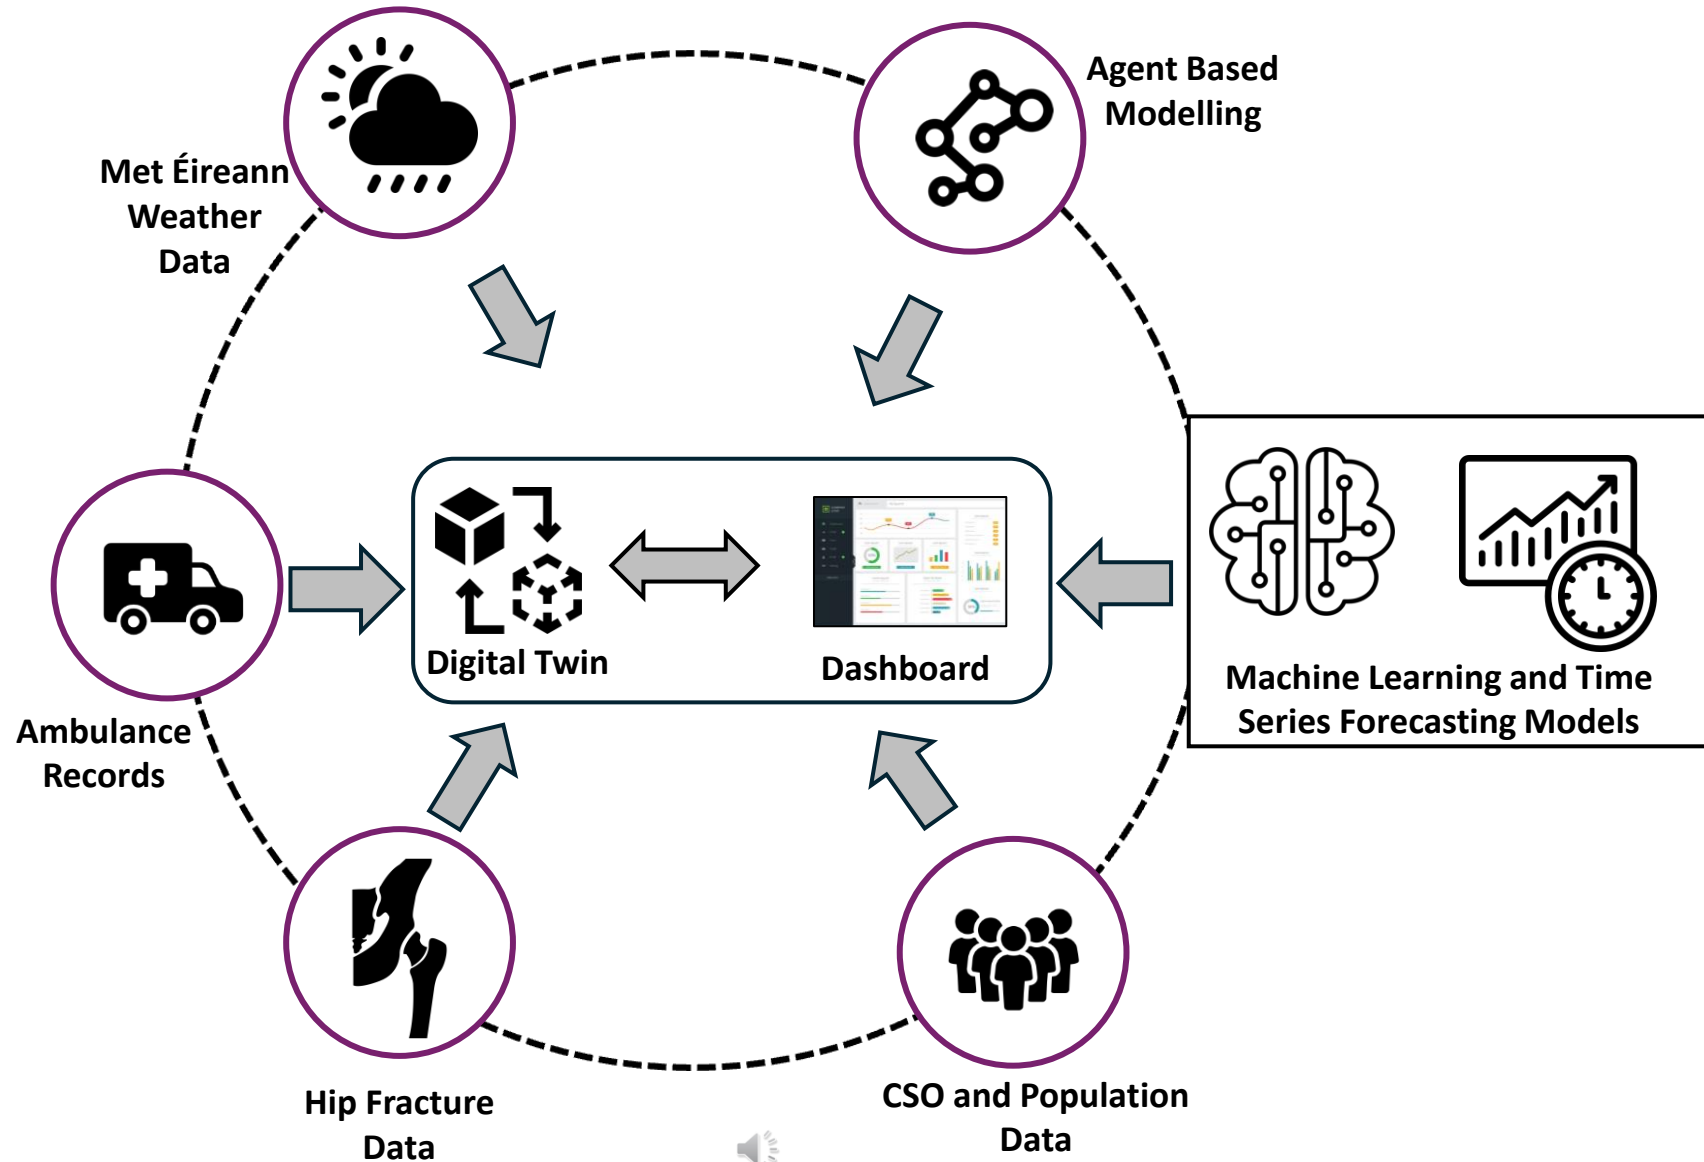 Agent Based
Modelling
Met Éireann
Weather
Data
Digital Twin
Dashboard
Machine Learning and Time
Series Forecasting Models
Ambulance
Records
Hip Fracture
Data
CSO and Population
Data